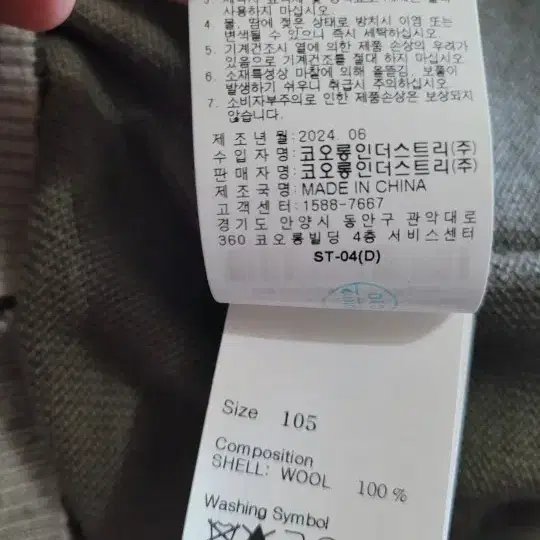 사용하지 마십시오.
4. 물, 땀에 젖은 상태로 방치시 이염 또는
변색될 수 있으니 즉시 세탁하십시오.
5. 기계건조시 열에 의한 제품 손상의 우려가
있음으로 기계건조를 절대 하지 마십시오.
6. 소재특성상 마찰에 의해 올뜯김, 보풀이
발생하기 쉬우니 취급시 주의하십시오.
7. 소비자부주의로 인한 제품손상은 보상되지
않습니다.
제조년월:2024. 06
수입자명:코오롱인더스트리(주)
판매자명:코오롱인더스트리(주)
제조국명:MADE IN CHINA
고객센터:1588-7667
경기도 안양시 동안구 관악대로
360 코오롱빌딩 4층 서비스센터
ST-04(D)
Size 105
Composition
SHELL: WOOL 100 %
Washing Symbol